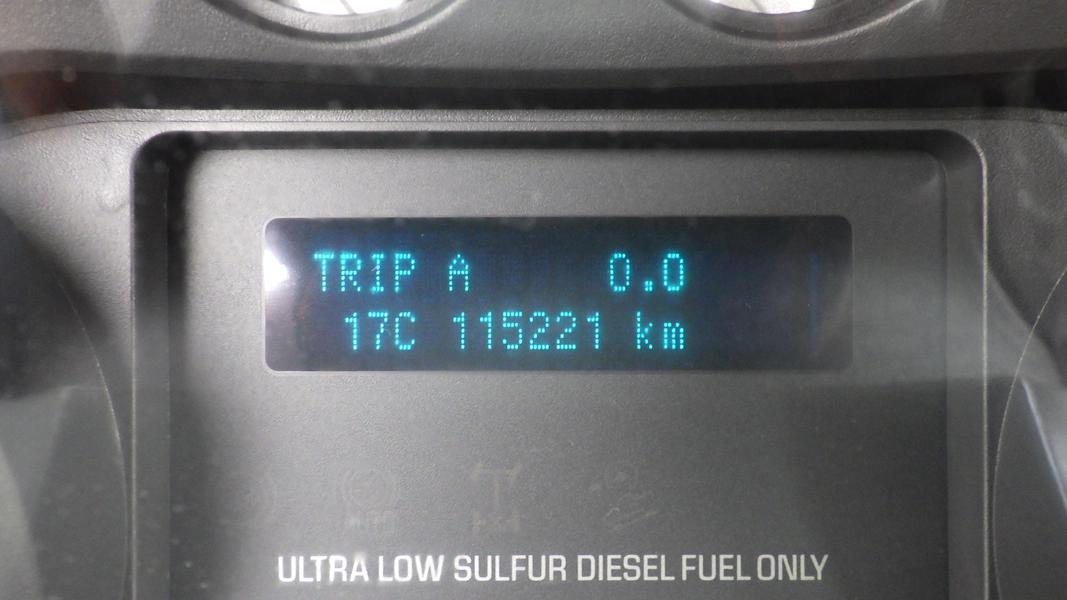 TRIP A 0.0
17C 115221 km
ULTRA LOW SULFUR DIESEL FUEL ONLY